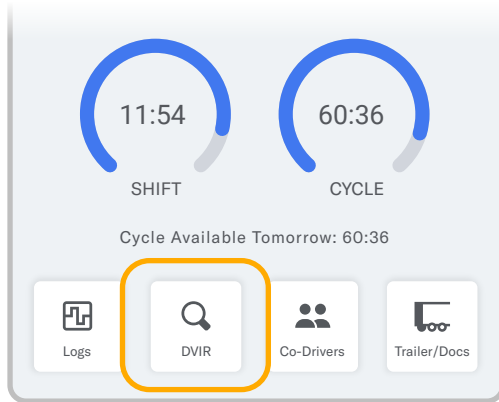 11:54 60:36
SHIFT CYCLE
Cycle Available Tomorrow: 60:36
Logs DVIR Co-Drivers Trailer/Docs